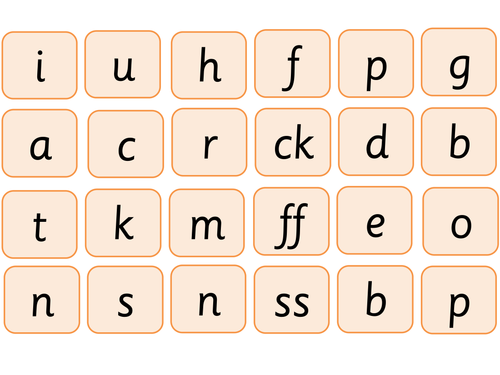 i u h f p g
a c r ck d b
t k m ff e o
n s n ss b p